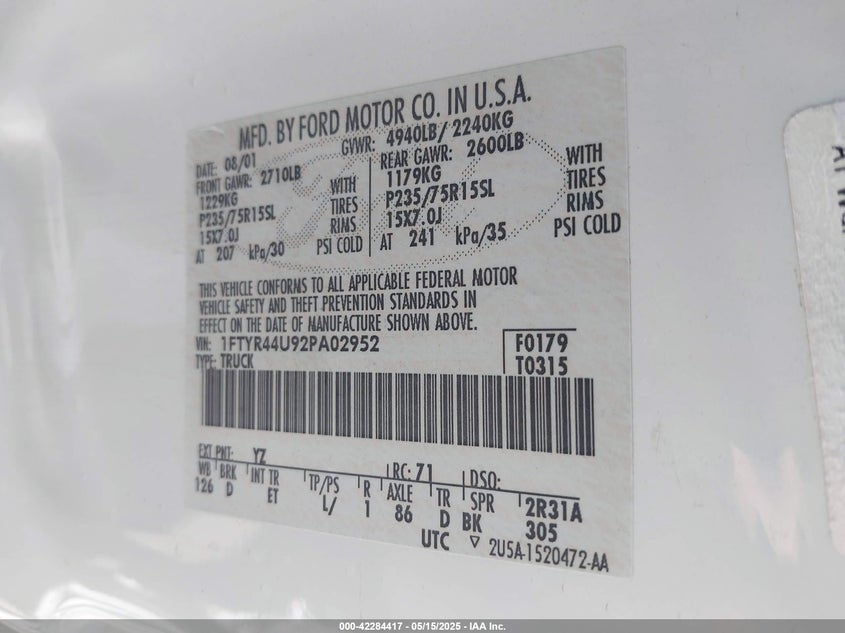 MFD. BY FORD MOTOR CO. IN U.S.A.
DATE: 08/01 GVWR: 4940LB/ 2240KG
FRONT GAWR: 2710LB REAR GAWR: 2600LB
1229KG WITH 1179KG WITH
P235/75R15SL TIRES P235/75R15SL TIRES
15X7.0J RIMS 15X7.0J RIMS
AT 207 kPa/30 PSI COLD AT 241 kPa/35 PSI COLD
THIS VEHICLE CONFORMS TO ALL APPLICABLE FEDERAL MOTOR
VEHICLE SAFETY AND THEFT PREVENTION STANDARDS IN
EFFECT ON THE DATE OF MANUFACTURE SHOWN ABOVE.
VIN: 1FTYR44U92PA02952 F0179
TYPE: TRUCK T0315
EXT PNT: YZ RC: 71 DSO:
WB BRK INT TR TP/PS R AXLE TR SPR 2R31A
126 D ET L/ 1 86 D BK 305
UTC ▽ 2U5A-1520472-AA
000-42284417 - 05/15/2025 - IAA Inc.